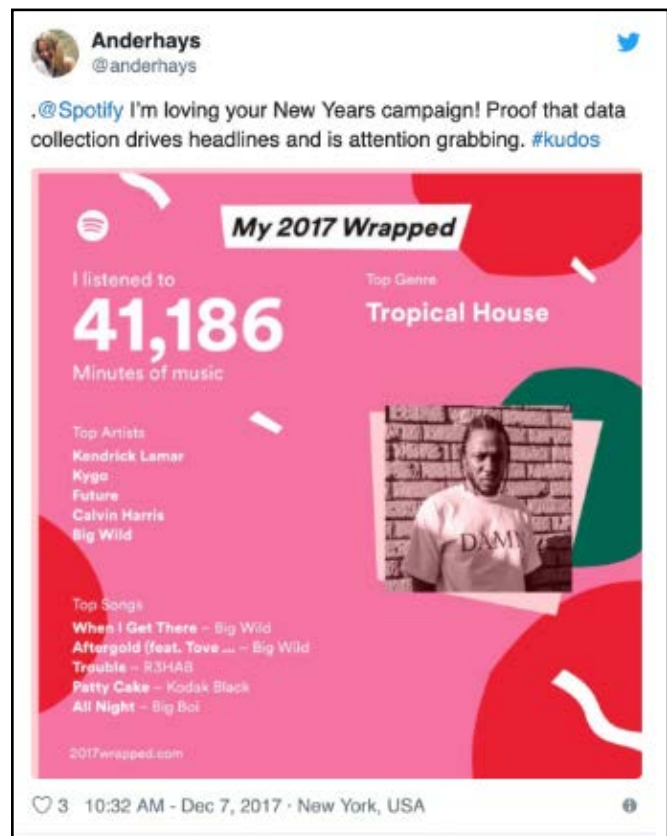 Anderhays
@anderhays
.@Spotify I'm loving your New Years campaign! Proof that data
collection drives headlines and is attention grabbing. #kudos
My 2017 Wrapped
I listened to
41,186
Minutes of music
Top Genre
Tropical House
Top Artists
Kendrick Lamar
Kygo
Future
Calvin Harris
Big Wild
DAMN
Top Songs
When I Get There – Big Wild
Aftergold (feat. Tove ... – Big Wild
Trouble – R3HAB
Patty Cake – Kodak Black
All Night – Big Boi
2017wrapped.com
3 10:32 AM - Dec 7, 2017 · New York, USA